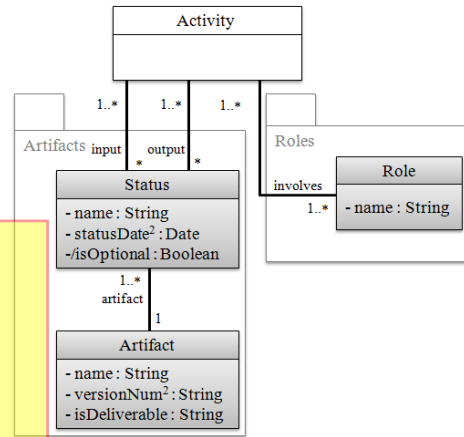 Activity
1..*
1..*
1..*
Artifacts
input
output
*
*
Roles
Status
- name : String
- statusDate² : Date
-/isOptional : Boolean
involves
1..*
Role
- name : String
1..*
artifact
1
Artifact
- name : String
- versionNum² : String
- isDeliverable : String